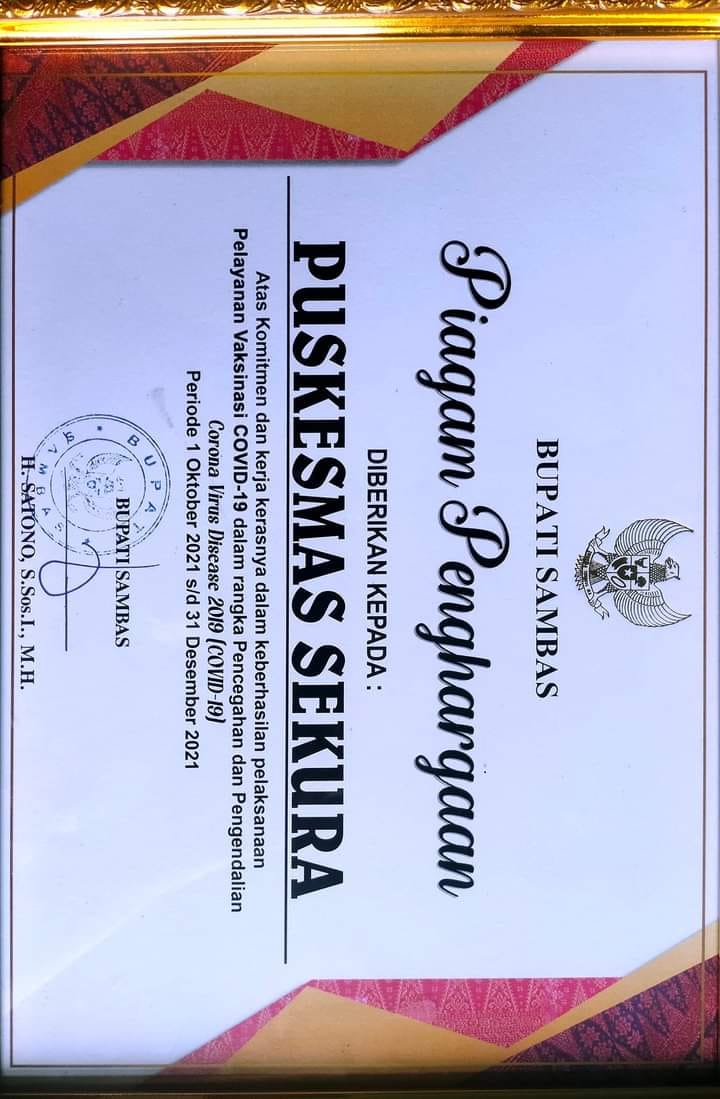 BUPATI SAMBAS
Piagam Penghargaan
DIBERIKAN KEPADA :
PUSKESMAS SEKURA
Atas Komitmen dan kerja kerasnya dalam keberhasilan pelaksanaan
Pelayanan Vaksinasi COVID-19 dalam rangka Pencegahan dan Pengendalian
Corona Virus Disease 2019 (COVID-19)
Periode 1 Oktober 2021 s/d 31 Desember 2021
BUPATI SAMBAS
BUPATI
SAMBAS
H. SATONO, S.Sos.I., M.H.